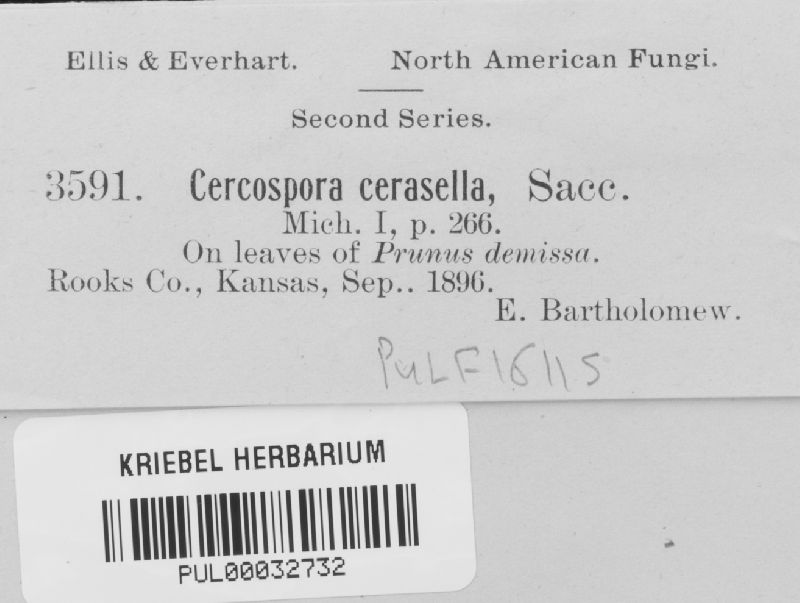 Ellis & Everhart. North American Fungi.
Second Series.
3591. Cercospora cerasella, Sacc.
Mich. I, p. 266.
On leaves of Prunus demissa.
Rooks Co., Kansas, Sep.. 1896.
E. Bartholomew.
PULF16115
KRIEBEL HERBARIUM
PUL00032732